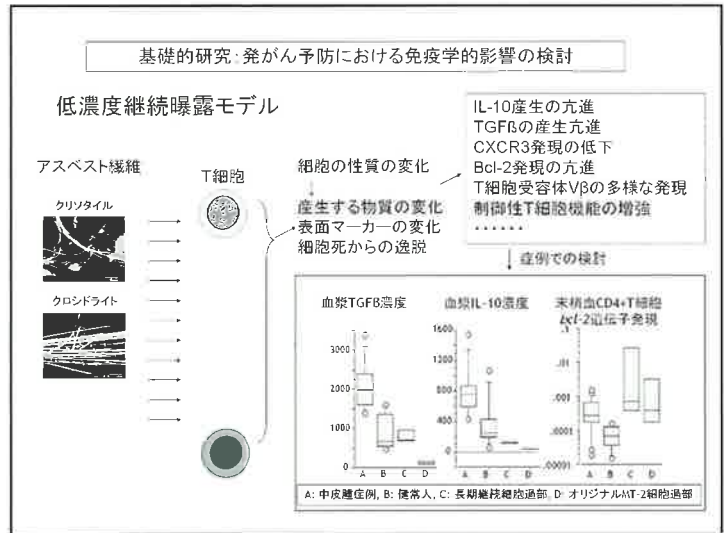 基礎的研究:発がん予防における免疫学的影響の検討
低濃度継続曝露モデル
アスベスト繊維
クリソタイル
クロシドライト
T細胞
細胞の性質の変化
産生する物質の変化
表面マーカーの変化
細胞死からの逸脱
IL-10産生の亢進
TGFβの産生亢進
CXCR3発現の低下
Bcl-2発現の亢進
T細胞受容体Vβの多様な発現
制御性T細胞機能の増強
・・・・・・
症例での検討
血漿TGFβ濃度
3000
2000
1000
0
A B C D
血漿IL-10濃度
1600
1200
800
400
0
A B C D
末梢血CD4+T細胞
bcl-2遺伝子発現
.1
.01
.001
.0001
.00001
A B C D
A: 中皮腫症例, B: 健常人, C: 長期継続細胞過部, D: オリジナルMT-2細胞過部